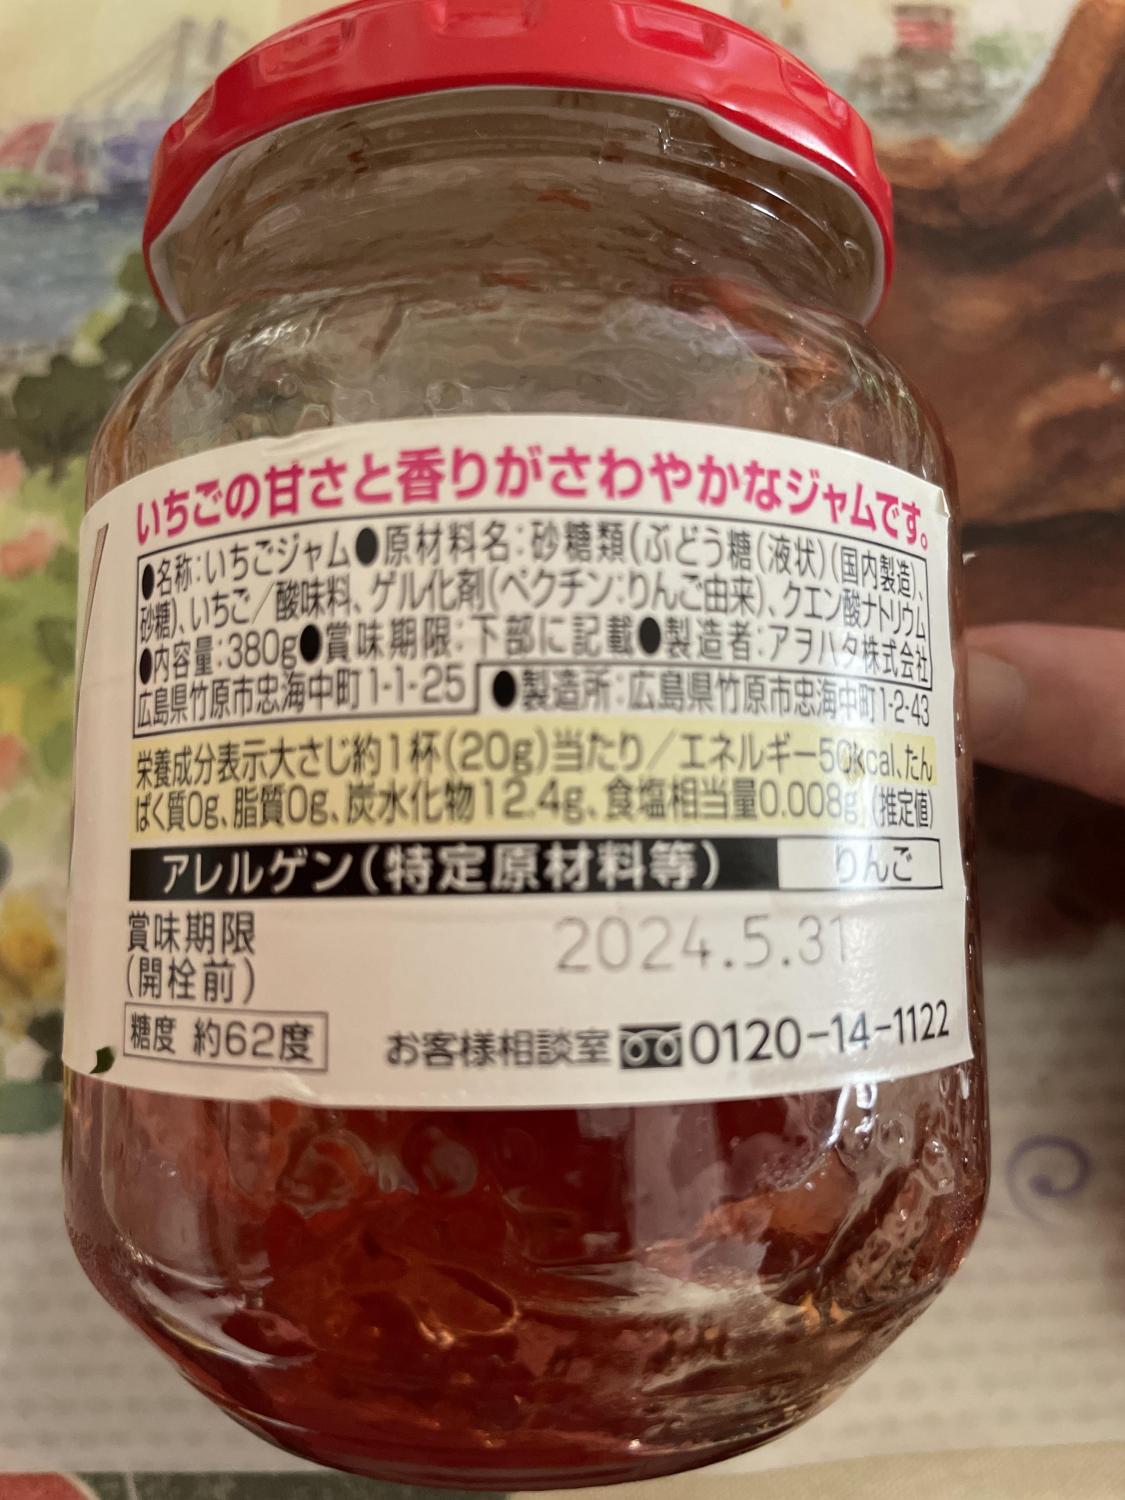 いちごの甘さと香りがさわやかなジャムです。
●名称:いちごジャム●原材料名:砂糖類(ぶどう糖(液状)(国内製造)、
砂糖)、いちご/酸味料、ゲル化剤(ペクチン:りんご由来)、クエン酸ナトリウム
●内容量:380g●賞味期限:下部に記載●製造者:アヲハタ株式会社
広島県竹原市忠海中町1-1-25 ●製造所:広島県竹原市忠海中町1-2-43
栄養成分表示大さじ約1杯(20g)当たり/エネルギー50kcal、たん
ぱく質0g、脂質0g、炭水化物12.4g、食塩相当量0.008g (推定値)
アレルゲン(特定原材料等) りんご
賞味期限 2024.5.31
(開栓前)
糖度 約62度 お客様相談室 0120-14-1122